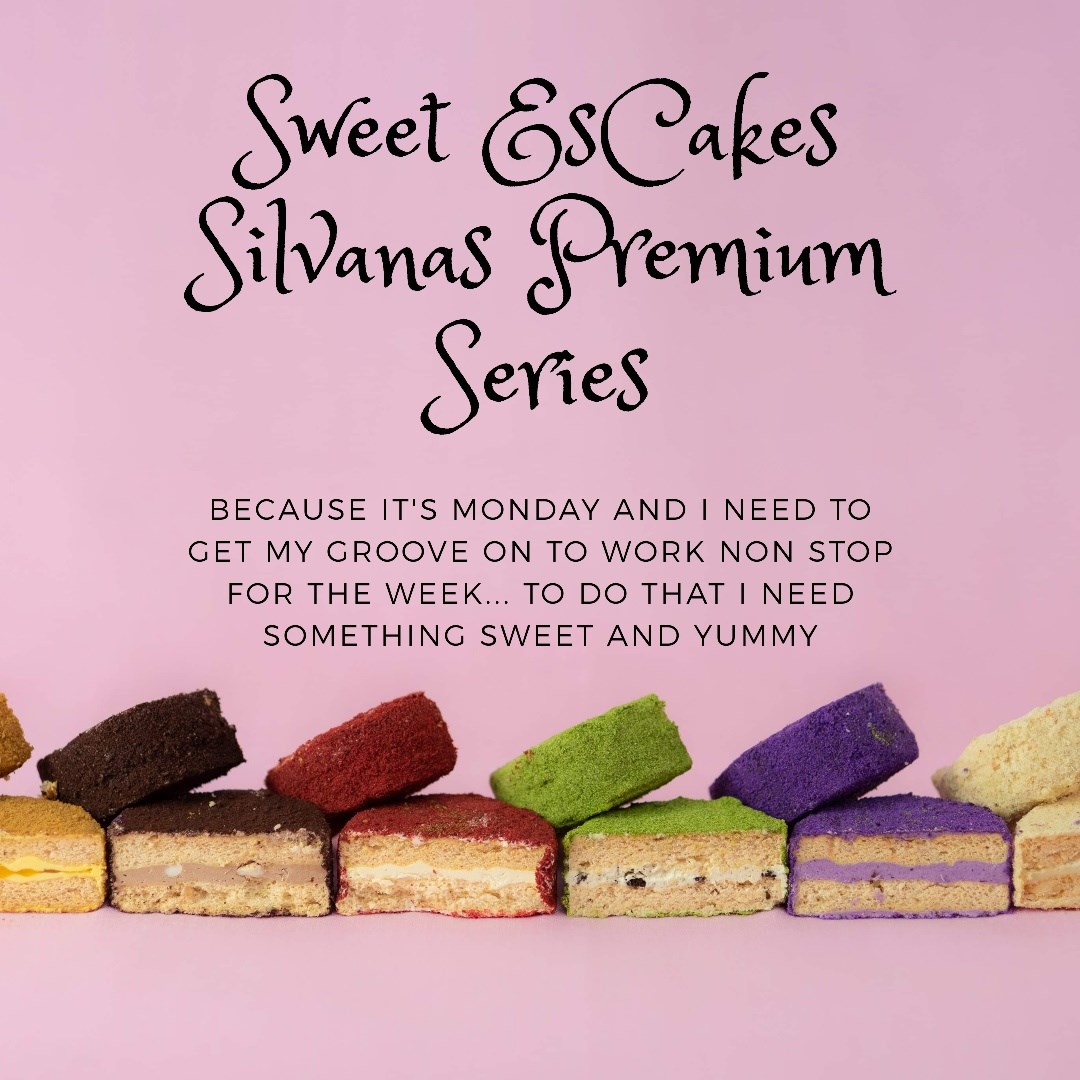 Sweet EsCakes
Silvanas Premium
Series
BECAUSE IT'S MONDAY AND I NEED TO
GET MY GROOVE ON TO WORK NON STOP
FOR THE WEEK... TO DO THAT I NEED
SOMETHING SWEET AND YUMMY